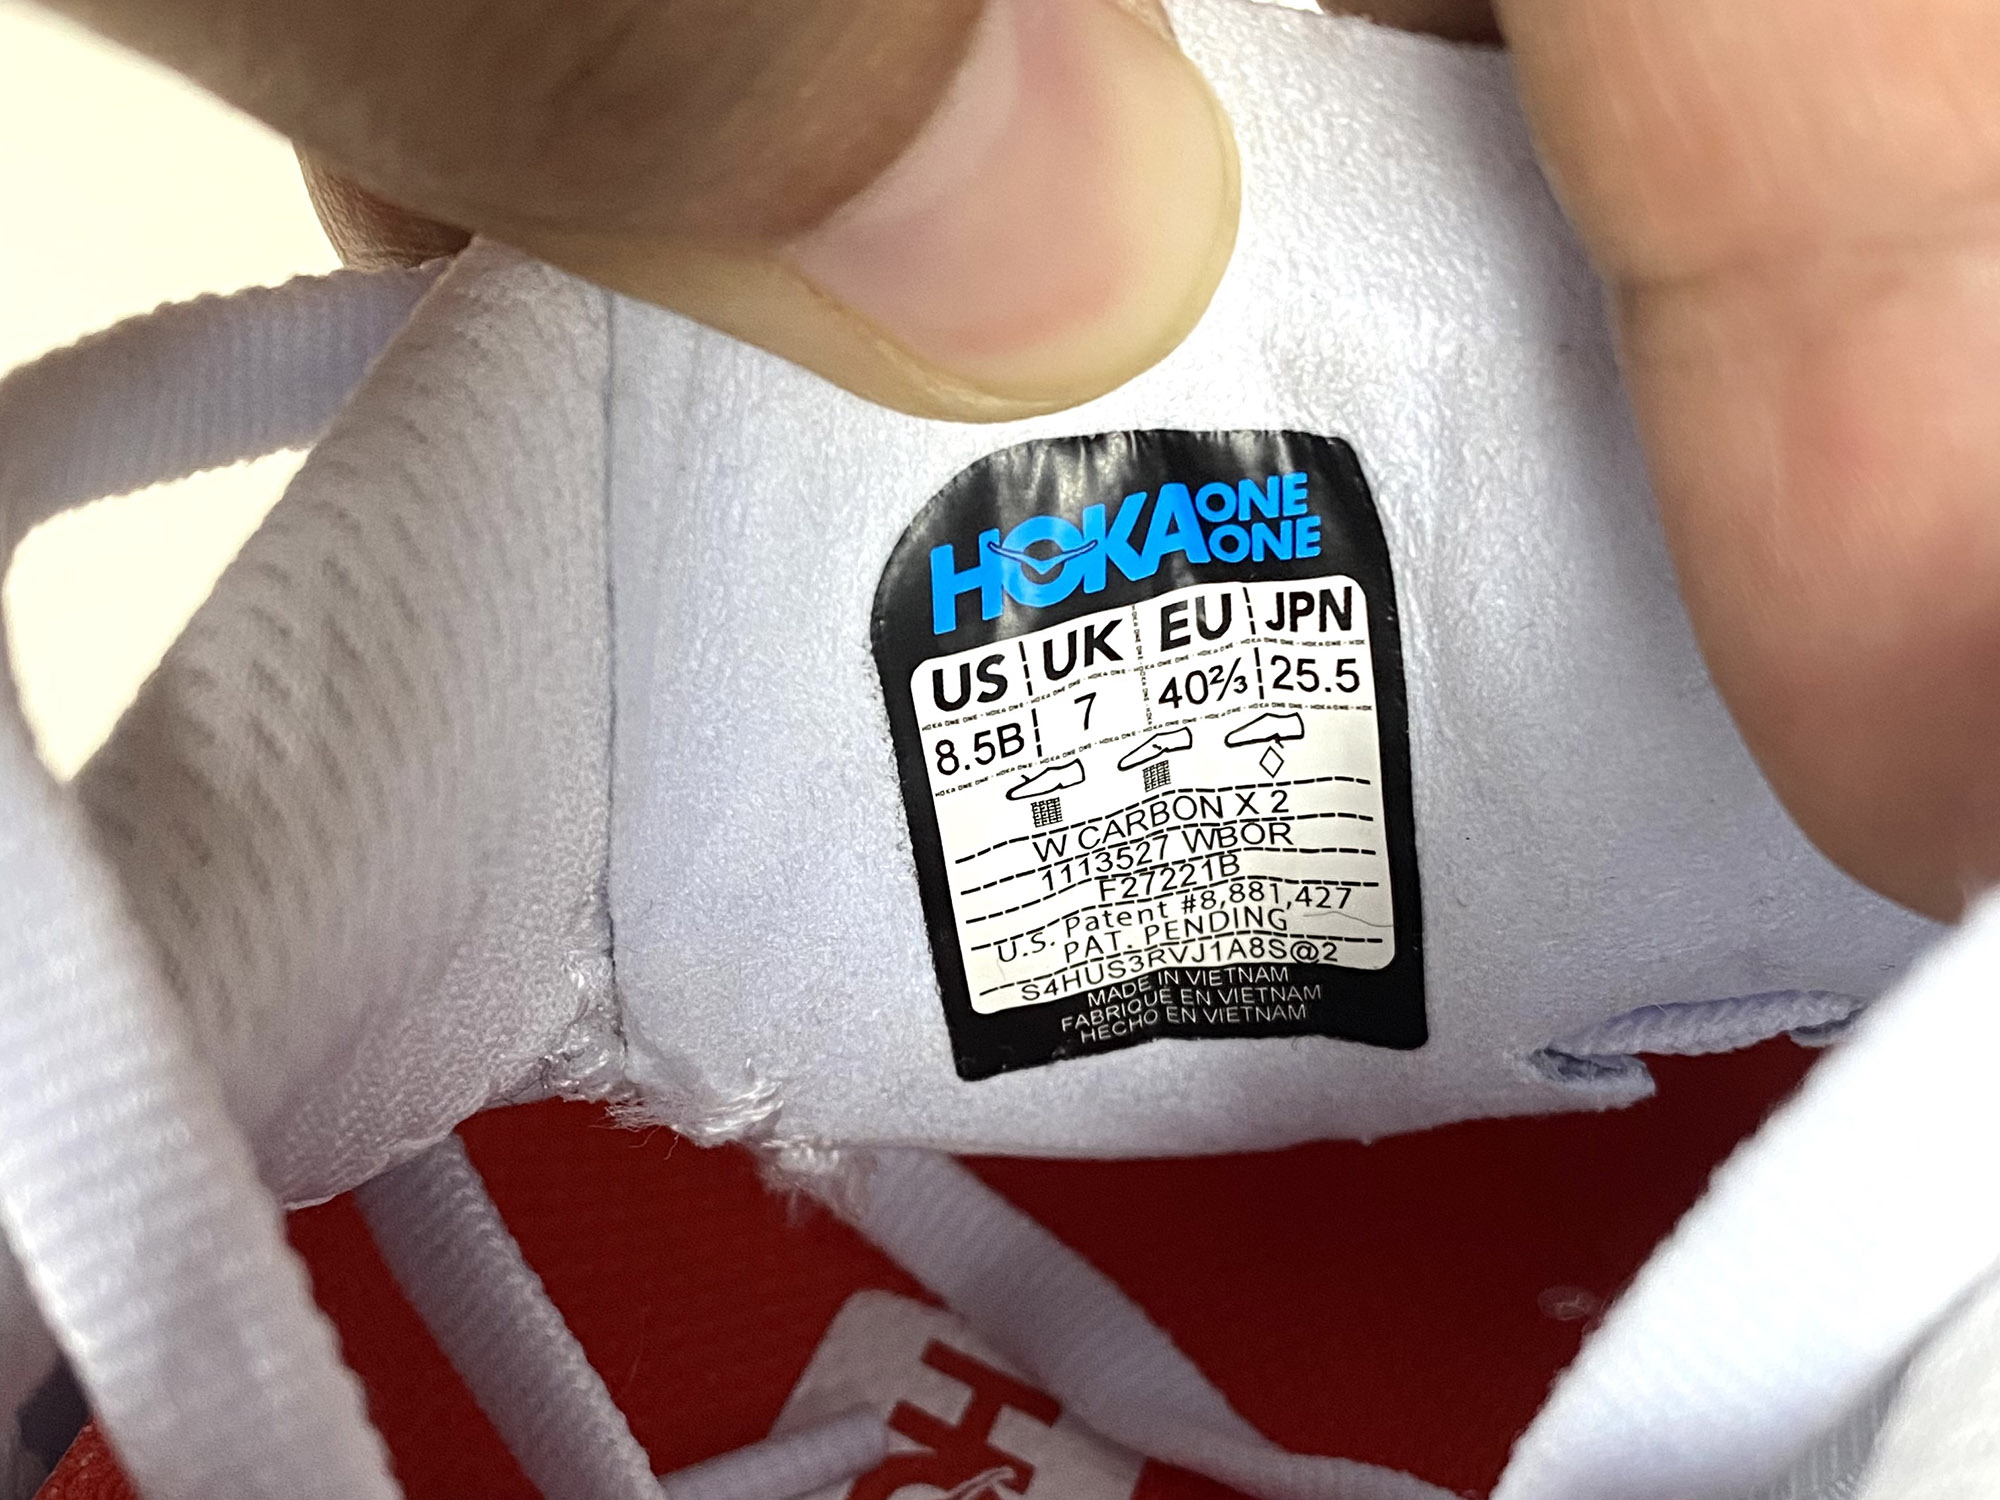 HOKA ONE ONE
US UK EU JPN
8.5B 7 40⅔ 25.5
W CARBON X 2
1113527 WBOR
F27221B
U.S. Patent #8,881,427
PAT. PENDING
S4HUS3RVJ1A8S@2
MADE IN VIETNAM
FABRIQUÉ EN VIETNAM
HECHO EN VIETNAM
HO